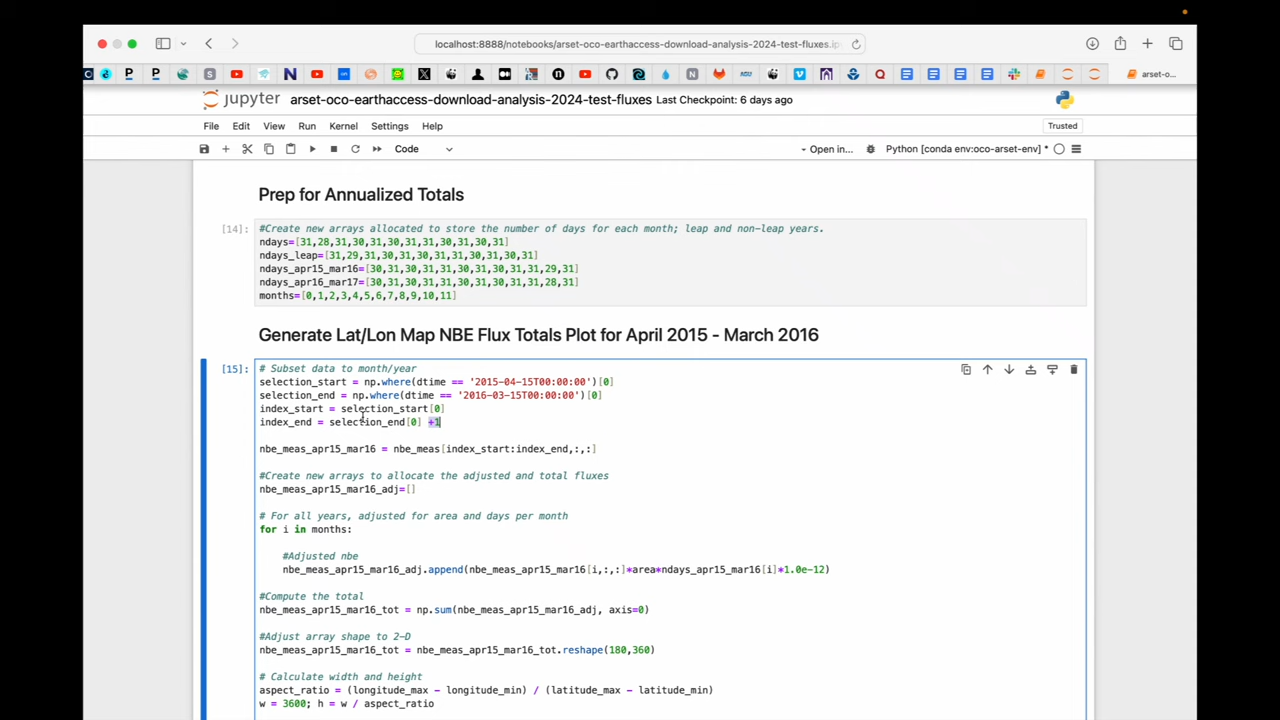 localhost:8888/notebooks/arset-oco-earthaccess-download-analysis-2024-test-fluxes.ip
arset-o...
jupyter arset-oco-earthaccess-download-analysis-2024-test-fluxes Last Checkpoint: 6 days ago
File Edit View Run Kernel Settings Help
Trusted
Code
Open in...
Python [conda env:oco-arset-env] *
Prep for Annualized Totals
[14]:
#Create new arrays allocated to store the number of days for each month; leap and non-leap years.
ndays=[31,28,31,30,31,30,31,31,30,31,30,31]
ndays_leap=[31,29,31,30,31,30,31,31,30,31,30,31]
ndays_apr15_mar16=[30,31,30,31,31,30,31,30,31,31,29,31]
ndays_apr16_mar17=[30,31,30,31,31,30,31,30,31,31,28,31]
months=[0,1,2,3,4,5,6,7,8,9,10,11]
Generate Lat/Lon Map NBE Flux Totals Plot for April 2015 - March 2016
[15]:
# Subset data to month/year
selection_start = np.where(dtime == '2015-04-15T00:00:00')[0]
selection_end = np.where(dtime == '2016-03-15T00:00:00')[0]
index_start = selection_start[0]
index_end = selection_end[0] +1
nbe_meas_apr15_mar16 = nbe_meas[index_start:index_end,:,:]
#Create new arrays to allocate the adjusted and total fluxes
nbe_meas_apr15_mar16_adj=[]
# For all years, adjusted for area and days per month
for i in months:
#Adjusted nbe
nbe_meas_apr15_mar16_adj.append(nbe_meas_apr15_mar16[i,:,:]*area*ndays_apr15_mar16[i]*1.0e-12)
#Compute the total
nbe_meas_apr15_mar16_tot = np.sum(nbe_meas_apr15_mar16_adj, axis=0)
#Adjust array shape to 2-D
nbe_meas_apr15_mar16_tot = nbe_meas_apr15_mar16_tot.reshape(180,360)
# Calculate width and height
aspect_ratio = (longitude_max - longitude_min) / (latitude_max - latitude_min)
w = 3600; h = w / aspect_ratio